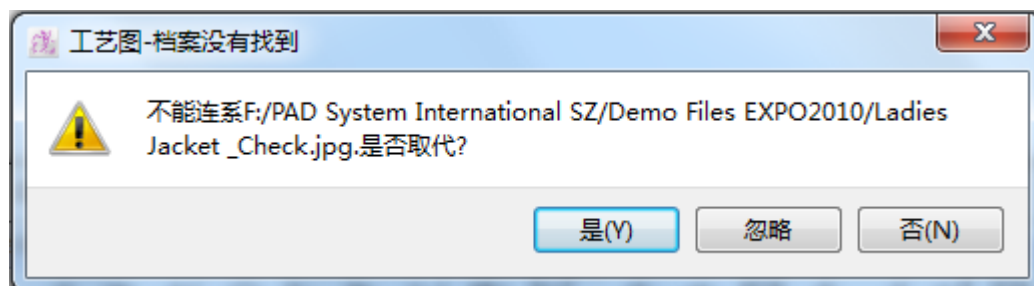 工艺图-档案没有找到
不能连系F:/PAD System International SZ/Demo Files EXPO2010/Ladies
Jacket _Check.jpg.是否取代?
是(Y) 忽略 否(N)